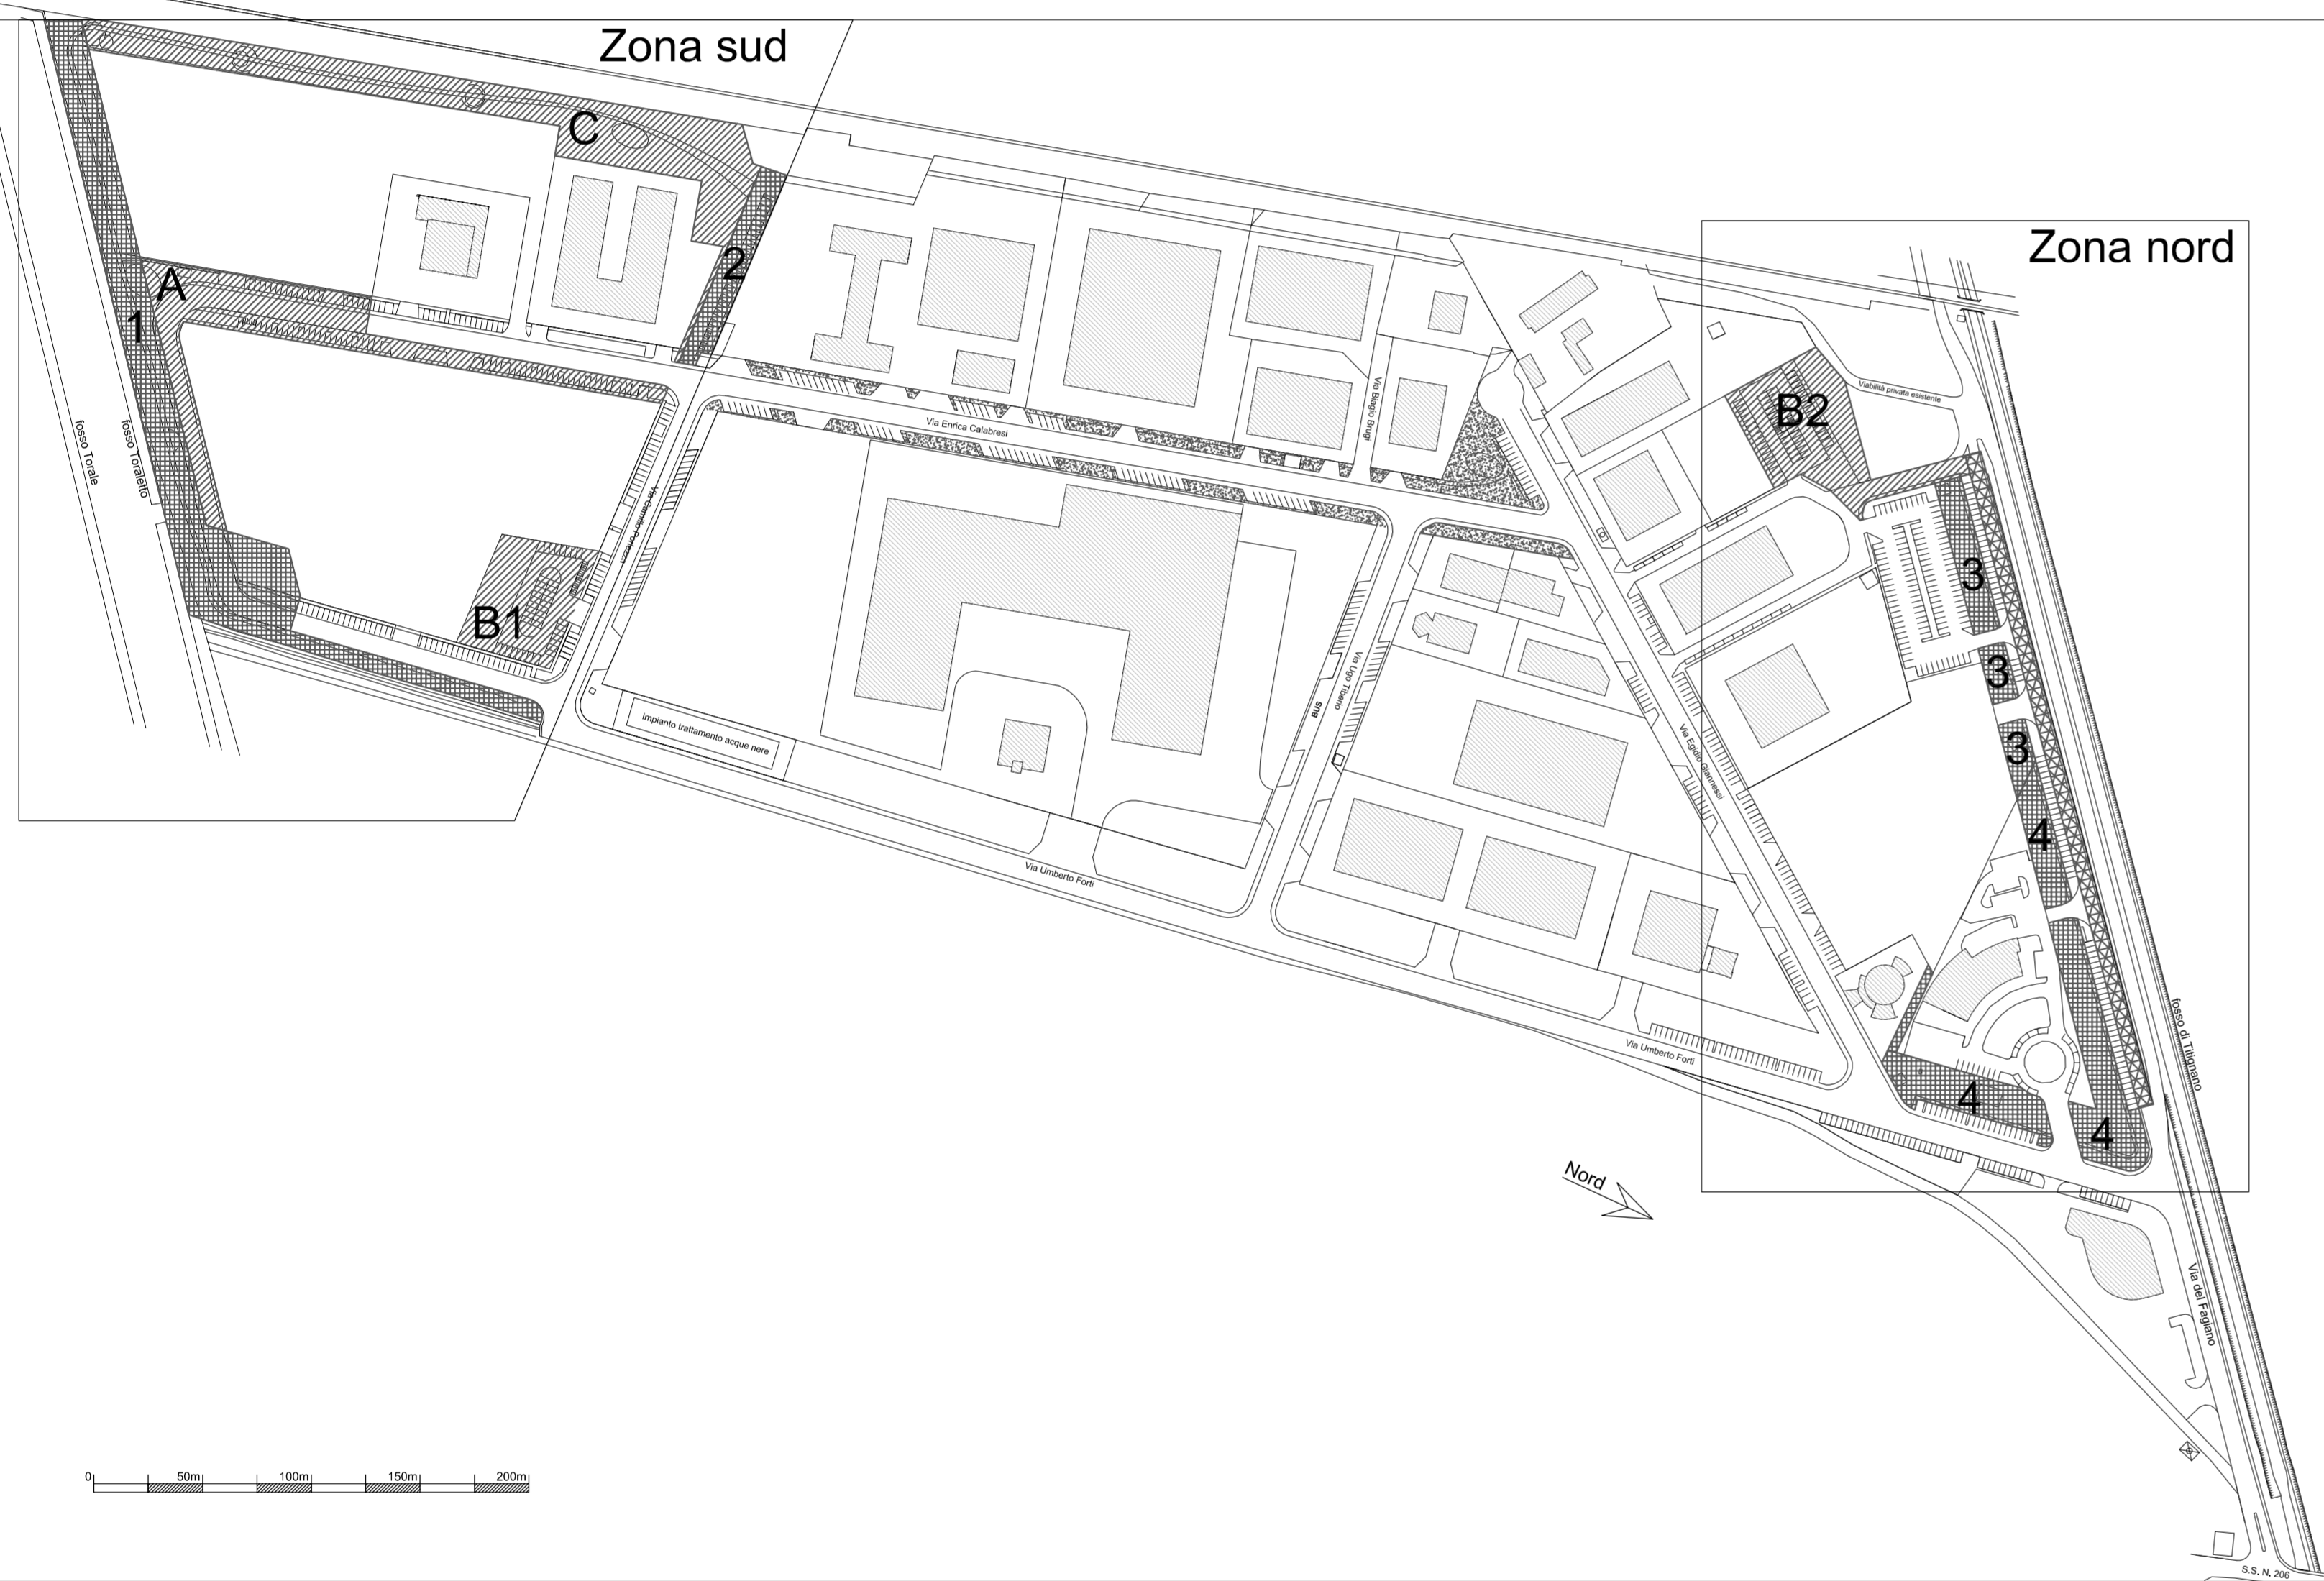 Zona sud
C
Zona nord
2
A
1
Viabilità privata esistente
B2
Via Biagio Brugi
Via Enrica Calabresi
fosso Torale
fosso Toraletto
3
B1
3
Via Ugo Tiberio
BUS
Impianto trattamento acque nere
3
Via Egidio Giannessi
4
Via Umberto Forti
fosso di Titignano
Via Umberto Forti
4
4
Nord
Via del Fagiano
0 50m 100m 150m 200m
S.S. N. 206